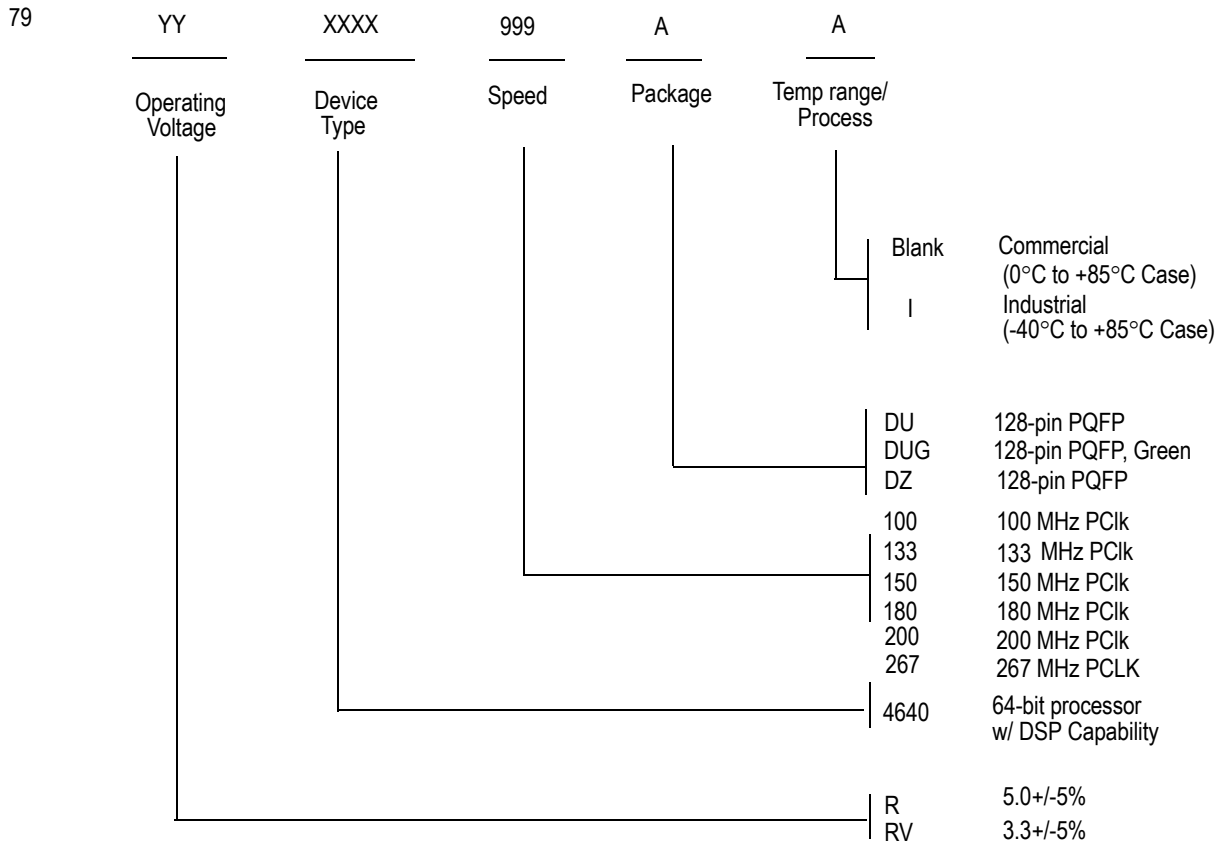 79 YY XXXX 999 A A
Operating
Voltage
Device
Type
Speed
Package
Temp range/
Process
Blank Commercial
(0°C to +85°C Case)
I Industrial
(-40°C to +85°C Case)
DU 128-pin PQFP
DUG 128-pin PQFP, Green
DZ 128-pin PQFP
100 100 MHz PClk
133 133 MHz PClk
150 150 MHz PClk
180 180 MHz PClk
200 200 MHz PClk
267 267 MHz PCLK
4640 64-bit processor
w/ DSP Capability
R 5.0+/-5%
RV 3.3+/-5%